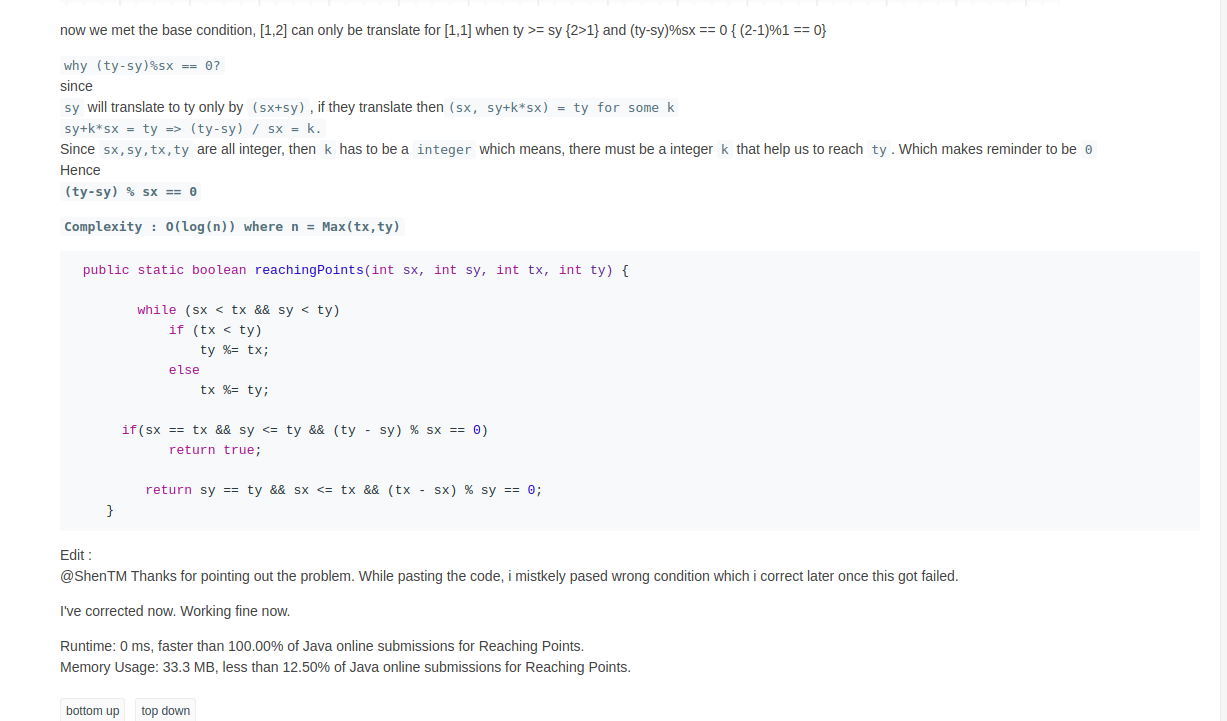 now we met the base condition, [1,2] can only be translate for [1,1] when ty >= sy {2>1} and (ty-sy)%sx == 0 { (2-1)%1 == 0}
why (ty-sy)%sx == 0?
since
sy will translate to ty only by (sx+sy) , if they translate then (sx, sy+k*sx) = ty for some k
sy+k*sx = ty => (ty-sy) / sx = k.
Since sx,sy,tx,ty are all integer, then k has to be a integer which means, there must be a integer k that help us to reach ty . Which makes reminder to be 0
Hence
(ty-sy) % sx == 0
Complexity : O(log(n)) where n = Max(tx,ty)
public static boolean reachingPoints(int sx, int sy, int tx, int ty) {
while (sx < tx && sy < ty)
if (tx < ty)
ty %= tx;
else
tx %= ty;
if(sx == tx && sy <= ty && (ty - sy) % sx == 0)
return true;
return sy == ty && sx <= tx && (tx - sx) % sy == 0;
}
Edit :
@ShenTM Thanks for pointing out the problem. While pasting the code, i mistkely pased wrong condition which i correct later once this got failed.
I've corrected now. Working fine now.
Runtime: 0 ms, faster than 100.00% of Java online submissions for Reaching Points.
Memory Usage: 33.3 MB, less than 12.50% of Java online submissions for Reaching Points.
bottom up top down